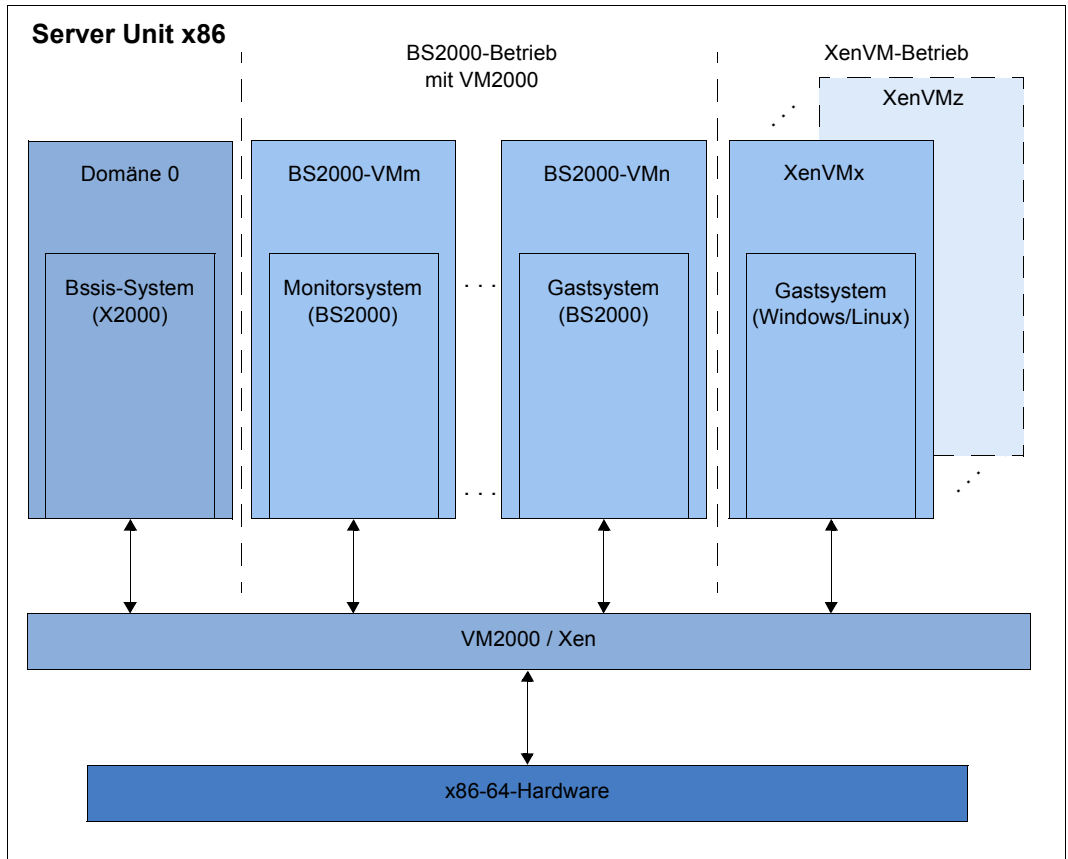 Server Unit x86
BS2000-Betrieb
mit VM2000
XenVM-Betrieb
XenVMz
. . .
Domäne 0
BS2000-VMm
BS2000-VMn
XenVMx
Bssis-System
(X2000)
Monitorsystem
(BS2000)
. . .
Gastsystem
(BS2000)
Gastsystem
(Windows/Linux)
. . .
. . .
VM2000 / Xen
x86-64-Hardware